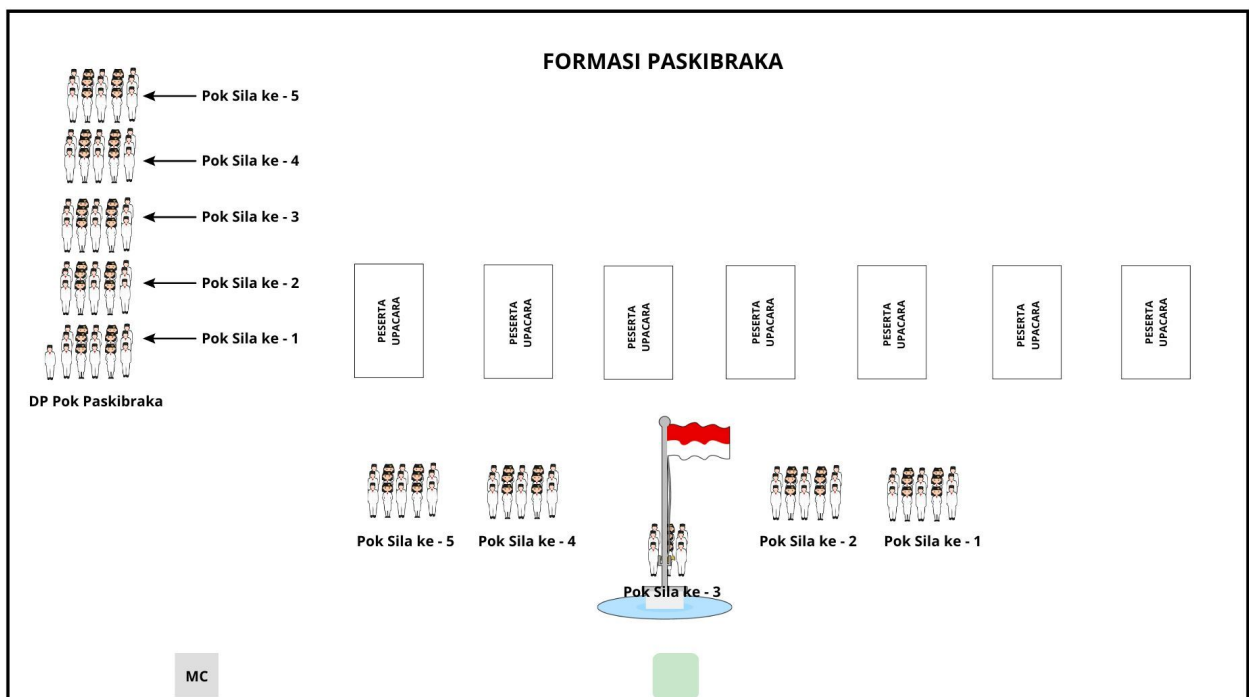 FORMASI PASKIBRAKA
Pok Sila ke - 5
Pok Sila ke - 4
Pok Sila ke - 3
Pok Sila ke - 2
Pok Sila ke - 1
DP Pok Paskibraka
PESERTA
UPACARA
PESERTA
UPACARA
PESERTA
UPACARA
PESERTA
UPACARA
PESERTA
UPACARA
PESERTA
UPACARA
PESERTA
UPACARA
Pok Sila ke - 5
Pok Sila ke - 4
Pok Sila ke - 3
Pok Sila ke - 2
Pok Sila ke - 1
MC